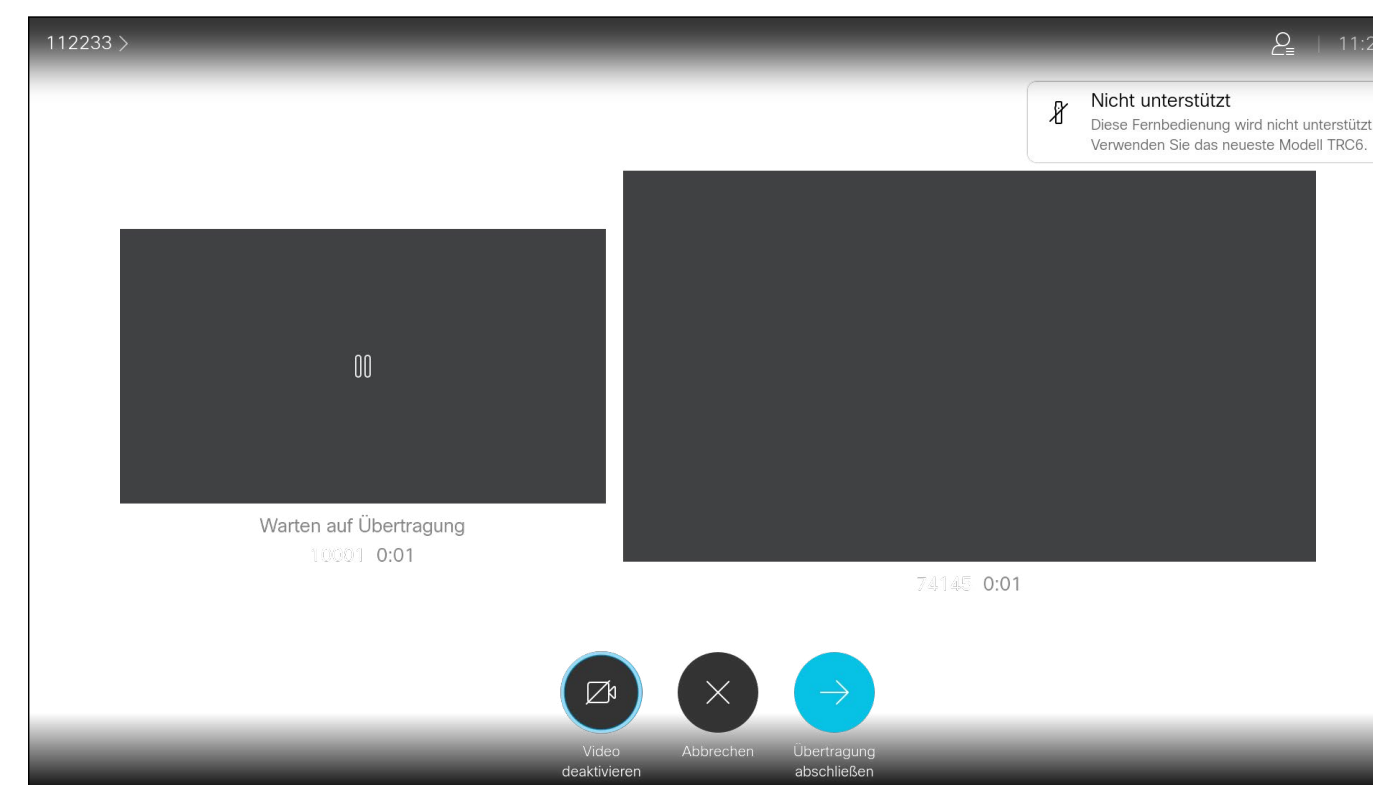 112233
11:2
Nicht unterstützt
Diese Fernbedienung wird nicht unterstützt
Verwenden Sie das neueste Modell TRC6.
Warten auf Übertragung
10001 0:01
74145 0:01
Video
deaktivieren
Abbrechen
Übertragung
abschließen